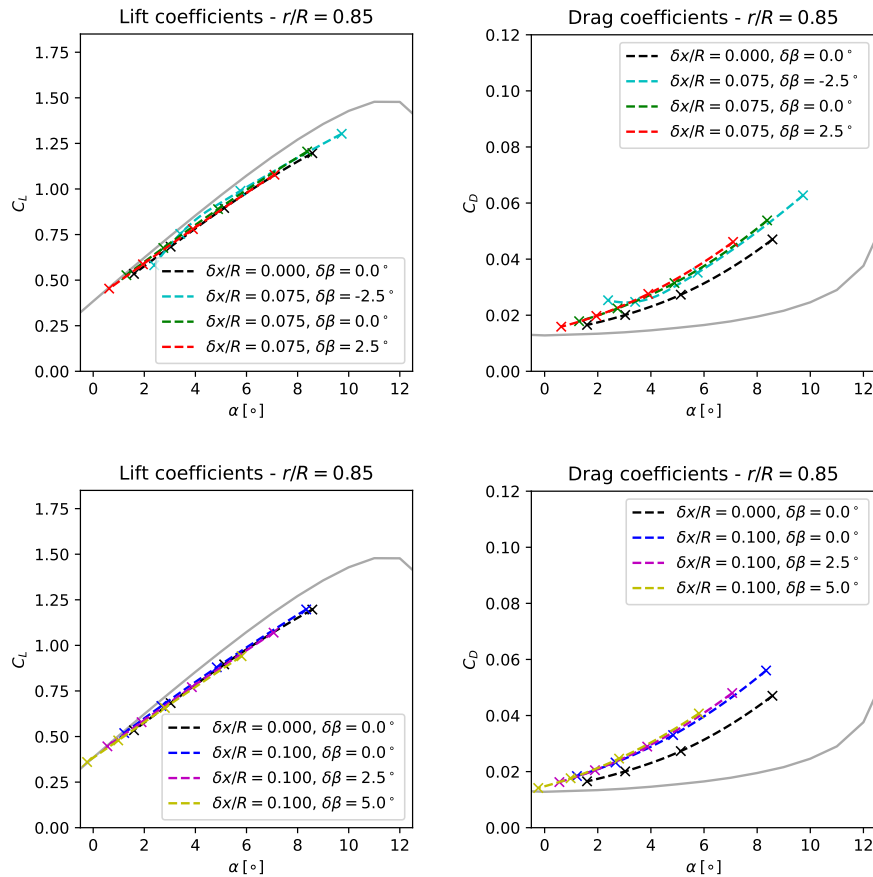 Lift coefficients - r/R = 0.85
1.75
1.50
1.25
1.00
0.75
0.50
0.25
0.00
C_L
0 2 4 6 8 10 12
α [∘]
δx/R = 0.000, δβ = 0.0°
δx/R = 0.075, δβ = -2.5°
δx/R = 0.075, δβ = 0.0°
δx/R = 0.075, δβ = 2.5°
Drag coefficients - r/R = 0.85
0.12
0.10
0.08
0.06
0.04
0.02
0.00
C_D
0 2 4 6 8 10 12
α [∘]
δx/R = 0.000, δβ = 0.0°
δx/R = 0.075, δβ = -2.5°
δx/R = 0.075, δβ = 0.0°
δx/R = 0.075, δβ = 2.5°
Lift coefficients - r/R = 0.85
1.75
1.50
1.25
1.00
0.75
0.50
0.25
0.00
C_L
0 2 4 6 8 10 12
α [∘]
δx/R = 0.000, δβ = 0.0°
δx/R = 0.100, δβ = 0.0°
δx/R = 0.100, δβ = 2.5°
δx/R = 0.100, δβ = 5.0°
Drag coefficients - r/R = 0.85
0.12
0.10
0.08
0.06
0.04
0.02
0.00
C_D
0 2 4 6 8 10 12
α [∘]
δx/R = 0.000, δβ = 0.0°
δx/R = 0.100, δβ = 0.0°
δx/R = 0.100, δβ = 2.5°
δx/R = 0.100, δβ = 5.0°